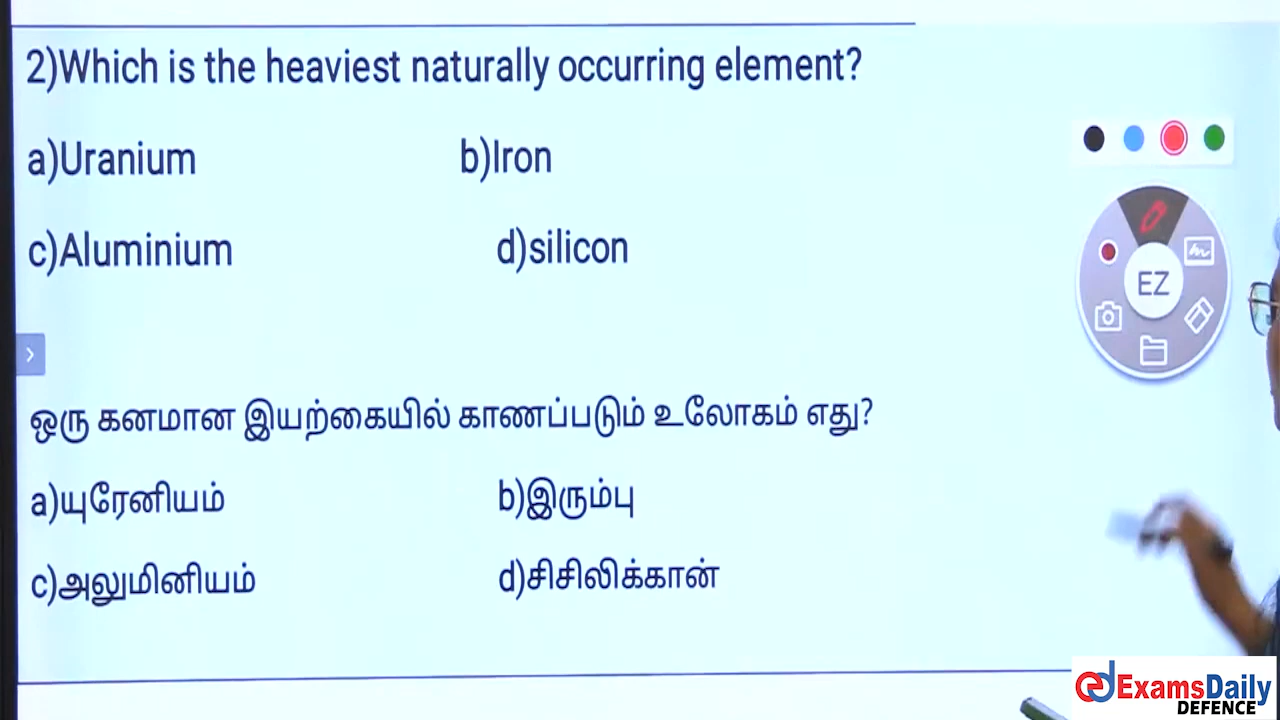 2)Which is the heaviest naturally occurring element?
a)Uranium b)Iron
c)Aluminium d)silicon
EZ
ஒரு கனமான இயற்கையில் காணப்படும் உலோகம் எது?
a)யுரேனியம் b)இரும்பு
c)அலுமினியம் d)சிசிலிக்கான்
ExamsDaily
DEFENCE